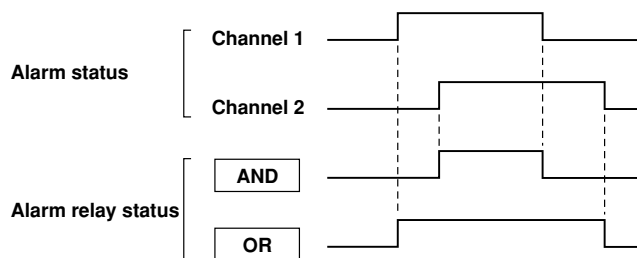 Channel 1
Alarm status
Channel 2
AND
Alarm relay status
OR